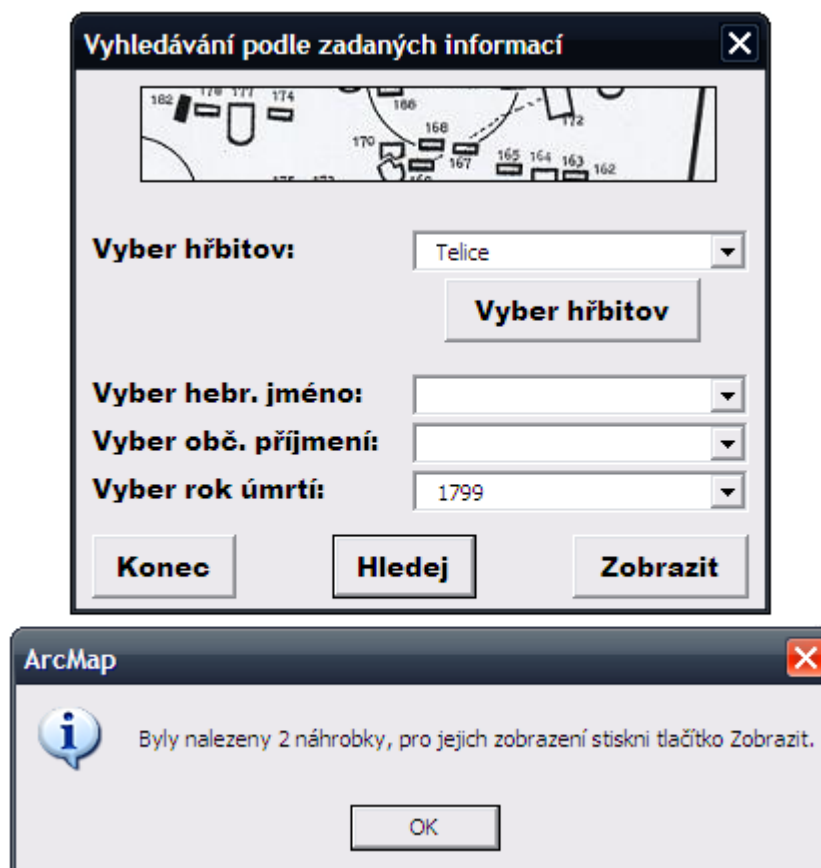 Vyhledávání podle zadaných informací
182 177 174
166
168 172
170 167 165 164 163 162
Vyber hřbitov: Telice
Vyber hřbitov
Vyber hebr. jméno:
Vyber obč. příjmení:
Vyber rok úmrtí: 1799
Konec Hledej Zobrazit
ArcMap
Byly nalezeny 2 náhrobky, pro jejich zobrazení stiskni tlačítko Zobrazit.
OK